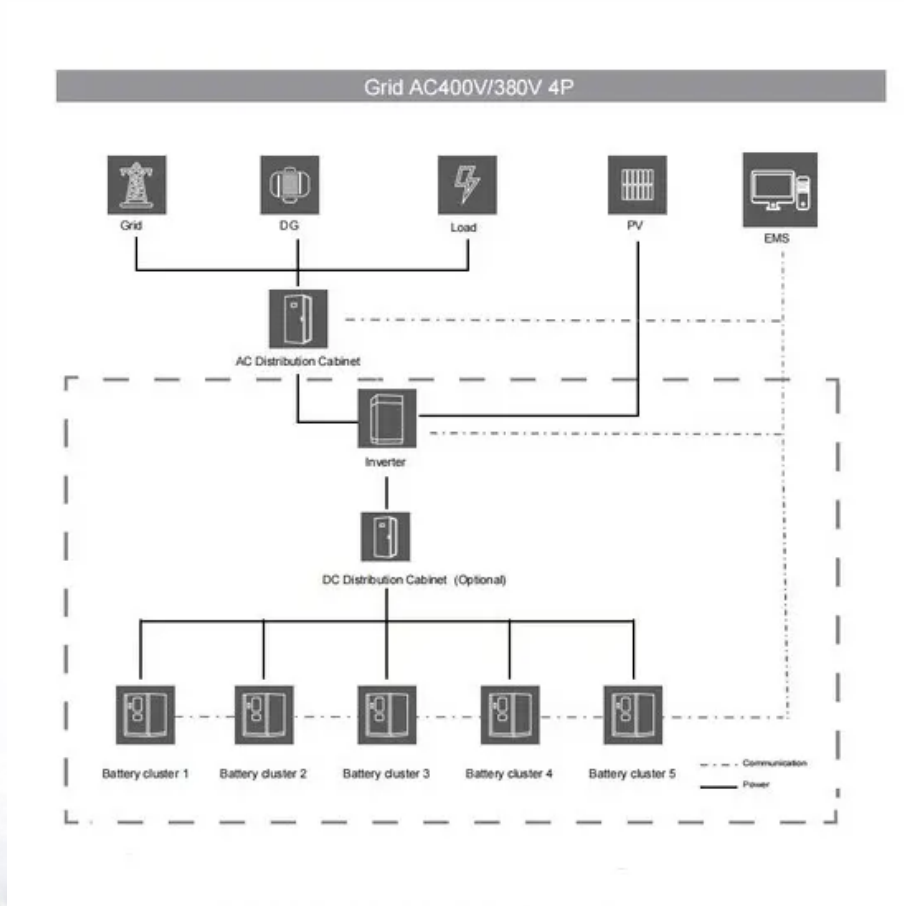 Grid AC400V/380V 4P
Grid
DG
Load
PV
EMS
AC Distribution Cabinet
Inverter
DC Distribution Cabinet (Optional)
Battery cluster 1
Battery cluster 2
Battery cluster 3
Battery cluster 4
Battery cluster 5
Communication
Power